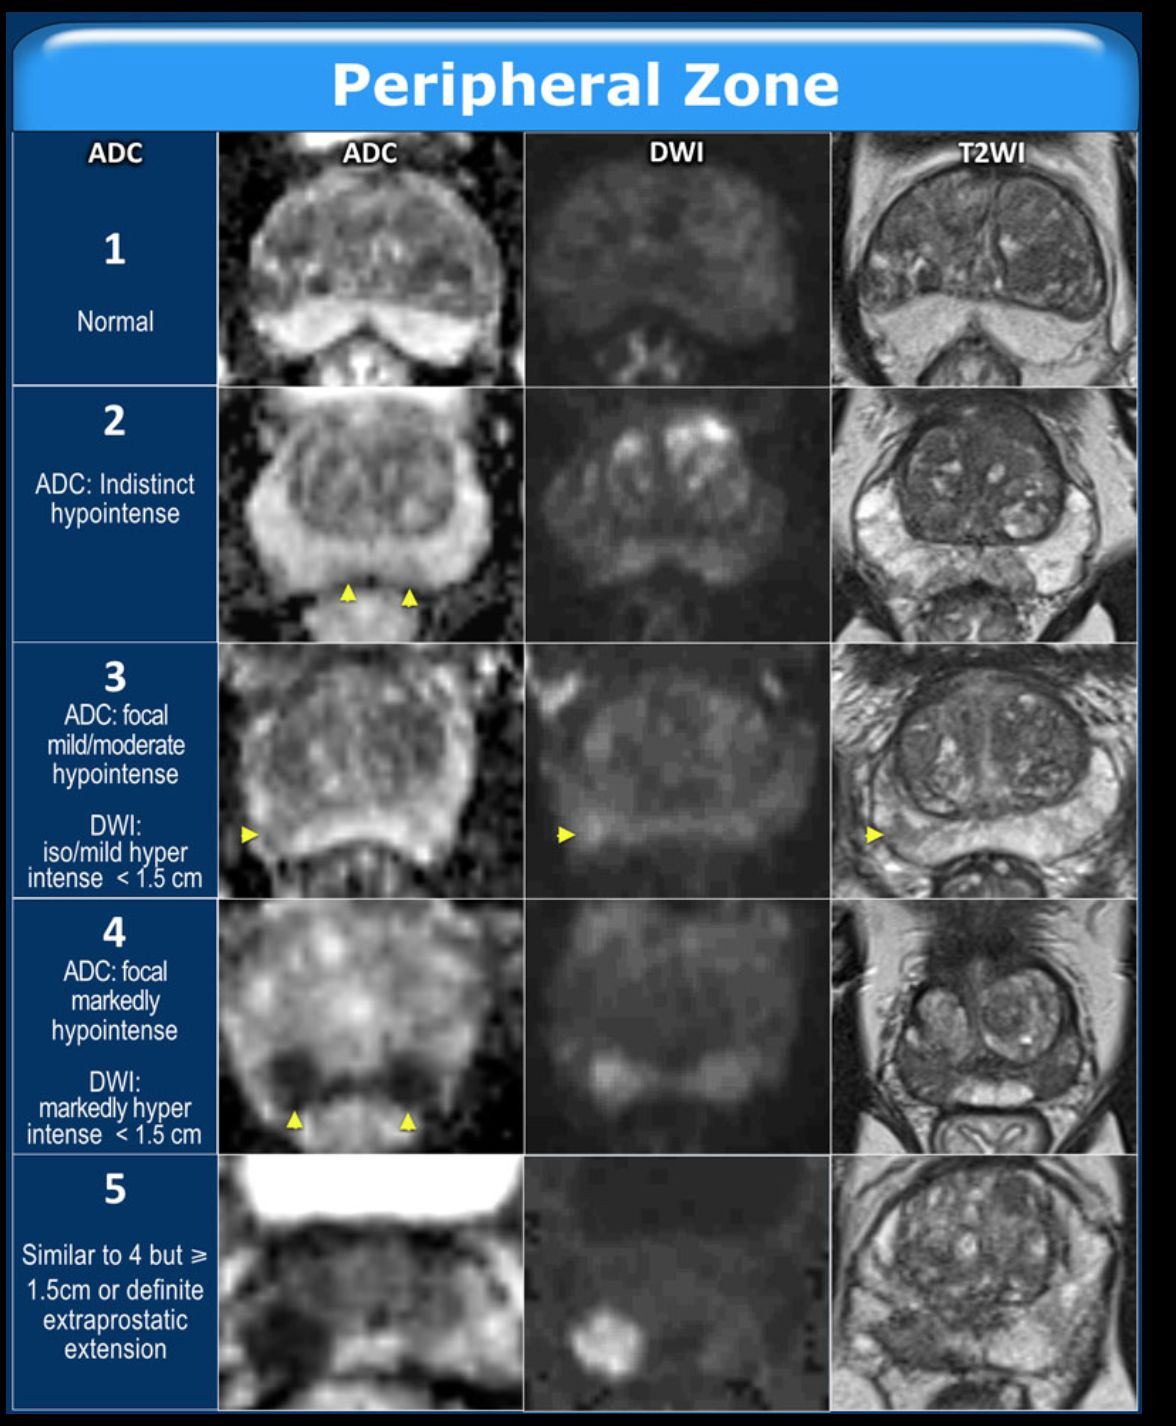 Peripheral Zone
ADC
ADC
DWI
T2WI
1
Normal
2
ADC: Indistinct
hypointense
3
ADC: focal
mild/moderate
hypointense
DWI:
iso/mild hyper
intense < 1.5 cm
4
ADC: focal
markedly
hypointense
DWI:
markedly hyper
intense < 1.5 cm
5
Similar to 4 but ⩾
1.5cm or definite
extraprostatic
extension